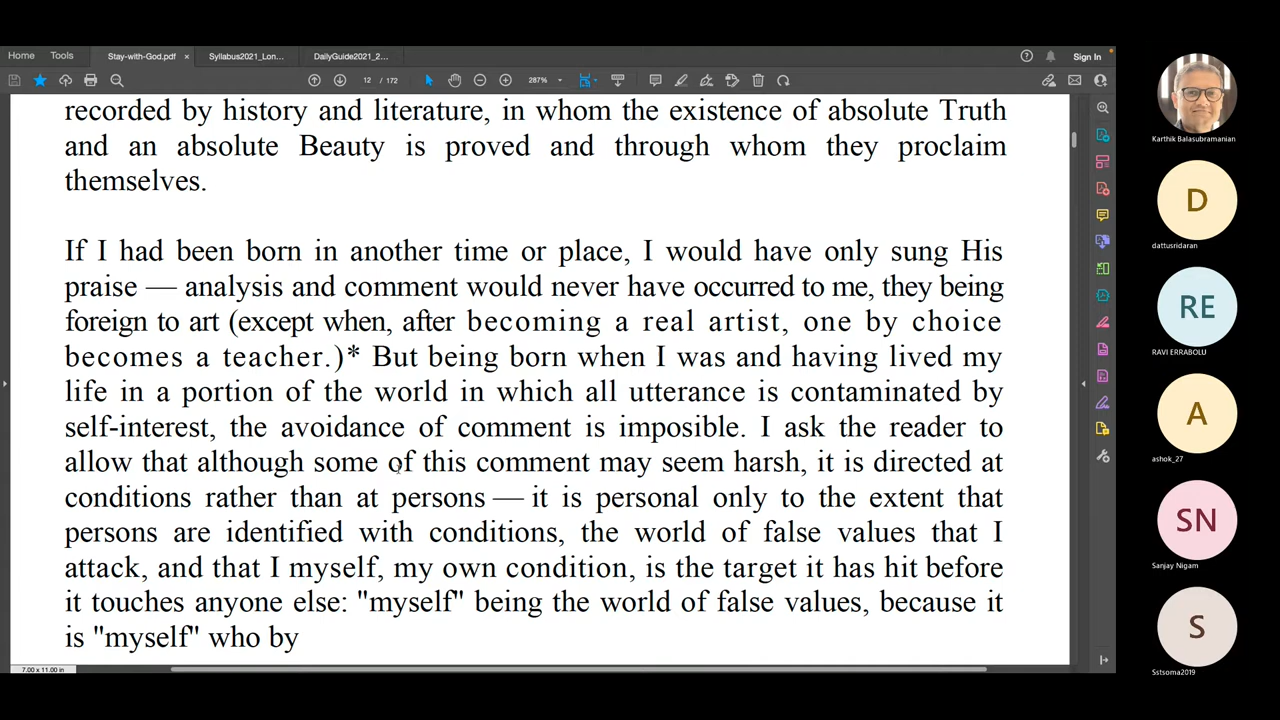 Home Tools Stay-with-God.pdf × Syllabus2021_Lon... DailyGuide2021_2... Sign In
12 / 172 287%
recorded by history and literature, in whom the existence of absolute Truth
and an absolute Beauty is proved and through whom they proclaim
themselves.
If I had been born in another time or place, I would have only sung His
praise — analysis and comment would never have occurred to me, they being
foreign to art (except when, after becoming a real artist, one by choice
becomes a teacher.)* But being born when I was and having lived my
life in a portion of the world in which all utterance is contaminated by
self-interest, the avoidance of comment is imposible. I ask the reader to
allow that although some of this comment may seem harsh, it is directed at
conditions rather than at persons — it is personal only to the extent that
persons are identified with conditions, the world of false values that I
attack, and that I myself, my own condition, is the target it has hit before
it touches anyone else: "myself" being the world of false values, because it
is "myself" who by
7.00 x 11.00 in
Karthik Balasubramanian
D
dattusridaran
RE
RAVI ERRABOLU
A
ashok_27
SN
Sanjay Nigam
S
Sstsoma2019